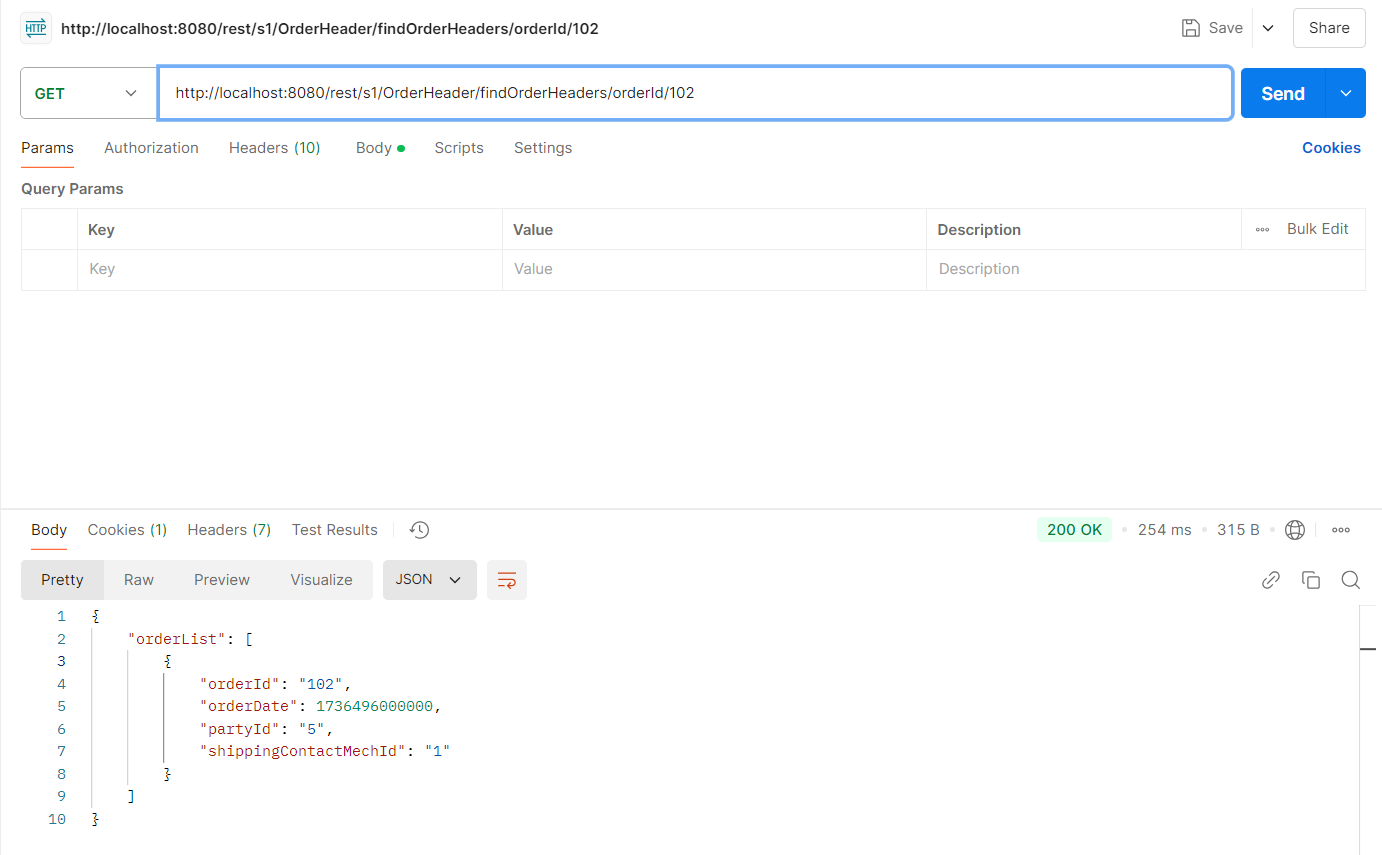 HTTP http://localhost:8080/rest/s1/OrderHeader/findOrderHeaders/orderId/102 Save Share
GET http://localhost:8080/rest/s1/OrderHeader/findOrderHeaders/orderId/102 Send
Params Authorization Headers (10) Body Scripts Settings Cookies
Query Params
Key Value Description Bulk Edit
Key Value Description
Body Cookies (1) Headers (7) Test Results 200 OK 254 ms 315 B
Pretty Raw Preview Visualize JSON
1 {
2 "orderList": [
3 {
4 "orderId": "102",
5 "orderDate": 1736496000000,
6 "partyId": "5",
7 "shippingContactMechId": "1"
8 }
9 ]
10 }